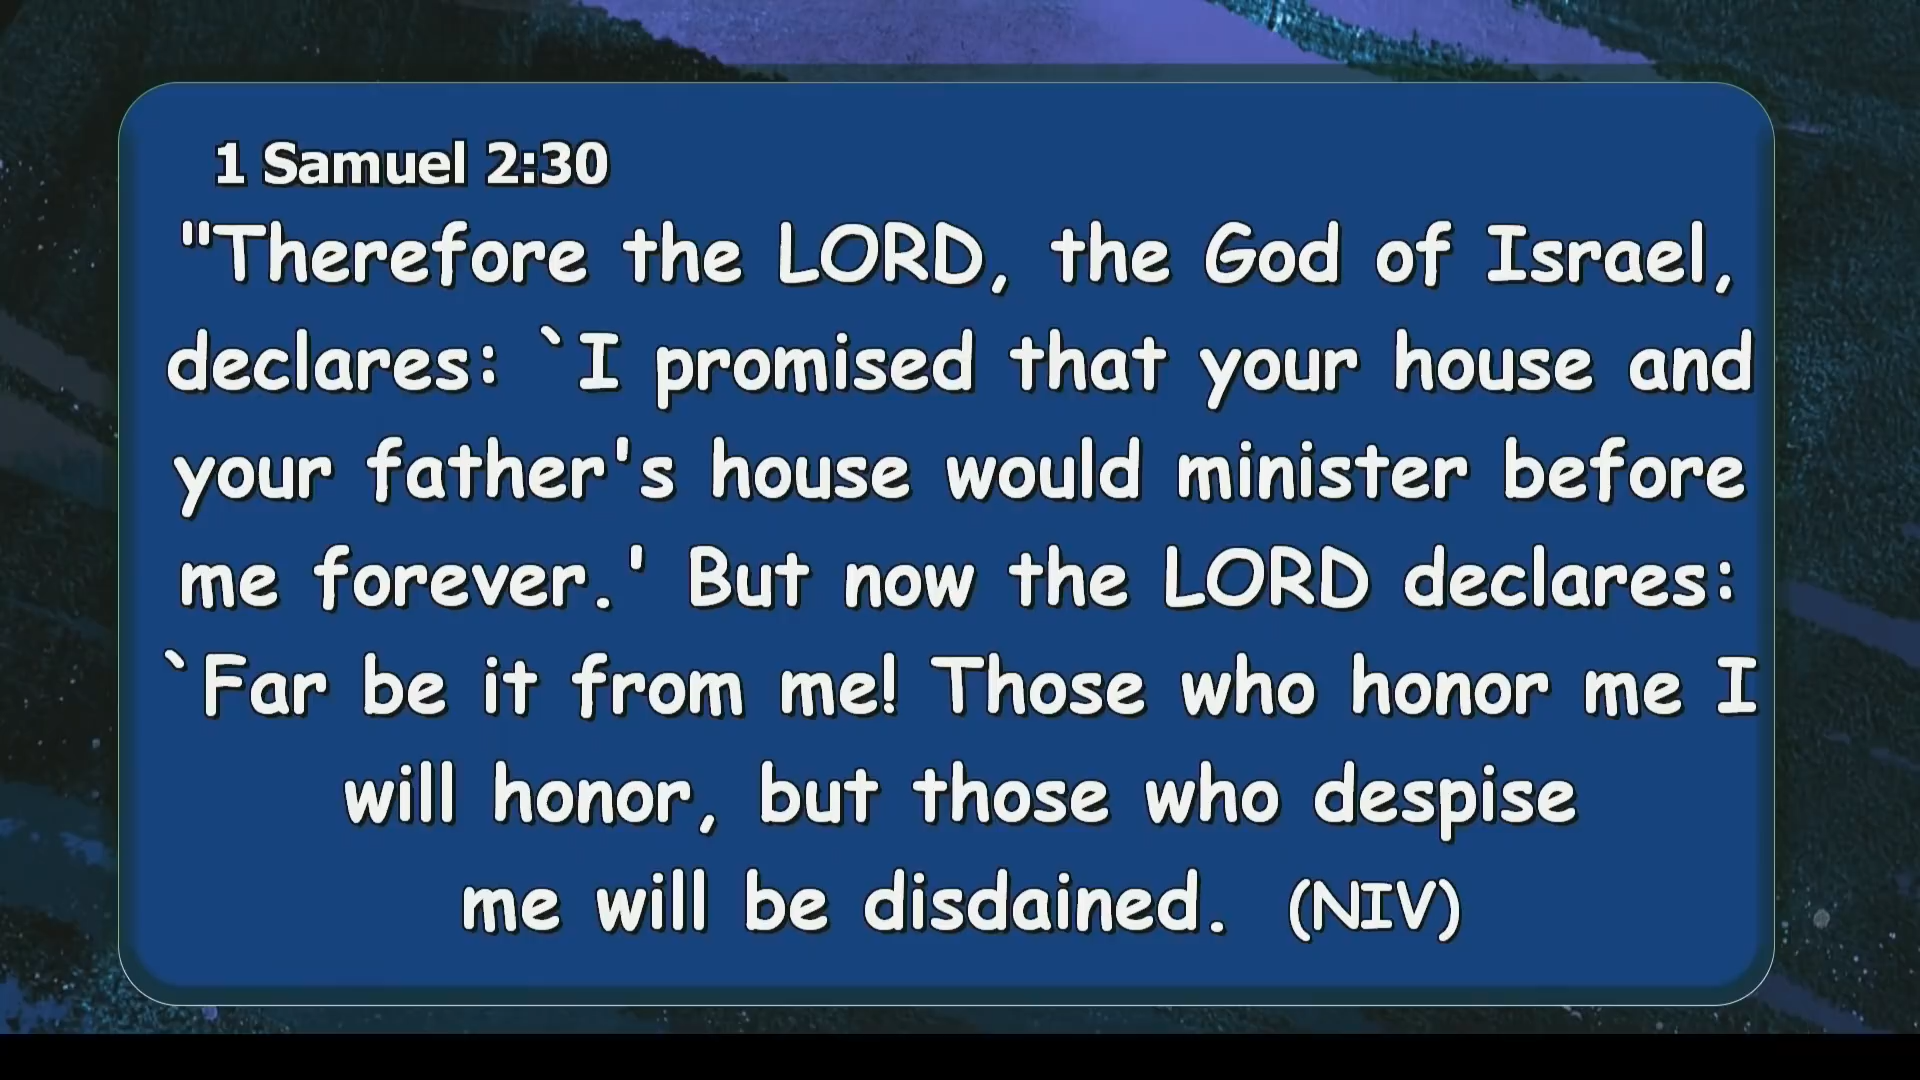 1 Samuel 2:30
"Therefore the LORD, the God of Israel,
declares: `I promised that your house and
your father's house would minister before
me forever.' But now the LORD declares:
`Far be it from me! Those who honor me I
will honor, but those who despise
me will be disdained. (NIV)